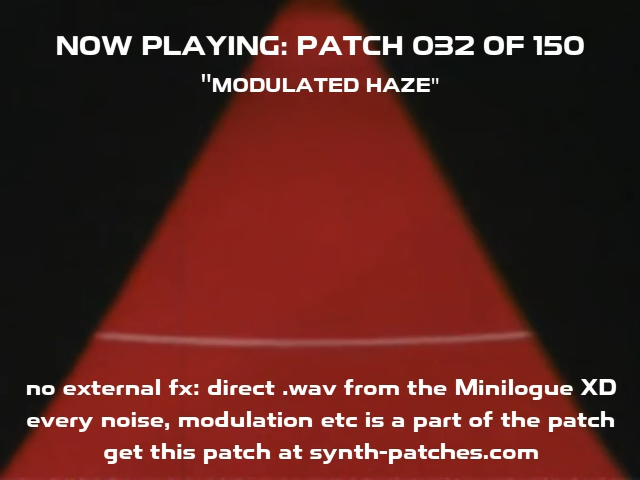 NOW PLAYING: PATCH 032 OF 150
"MODULATED HAZE"
no external fx: direct .wav from the Minilogue XD
every noise, modulation etc is a part of the patch
get this patch at synth-patches.com